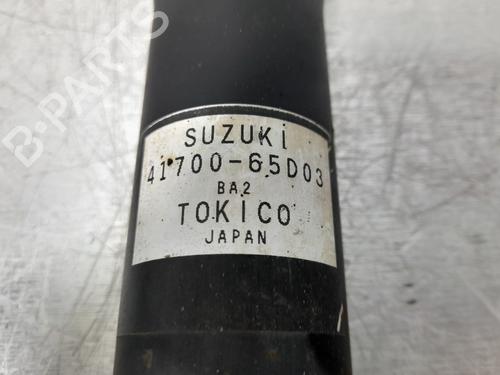 B-PARTS
SUZUKI
41700-65D03
BA2
TOKICO
JAPAN